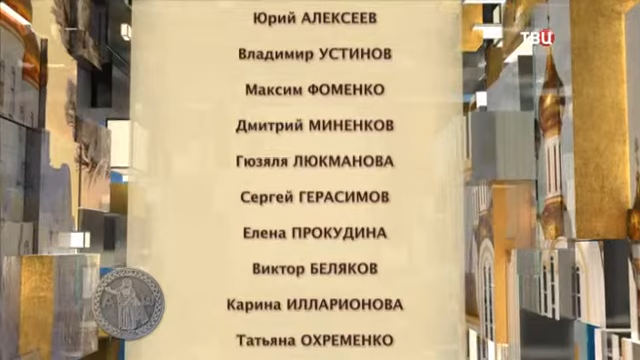 Юрий АЛЕКСЕЕВ
ТВЦ
Владимир УСТИНОВ
Максим ФОМЕНКО
Дмитрий МИНЕНКОВ
Гюзяля ЛЮКМАНОВА
Сергей ГЕРАСИМОВ
Елена ПРОКУДИНА
Виктор БЕЛЯКОВ
Карина ИЛЛАРИОНОВА
Татьяна ОХРЕМЕНКО